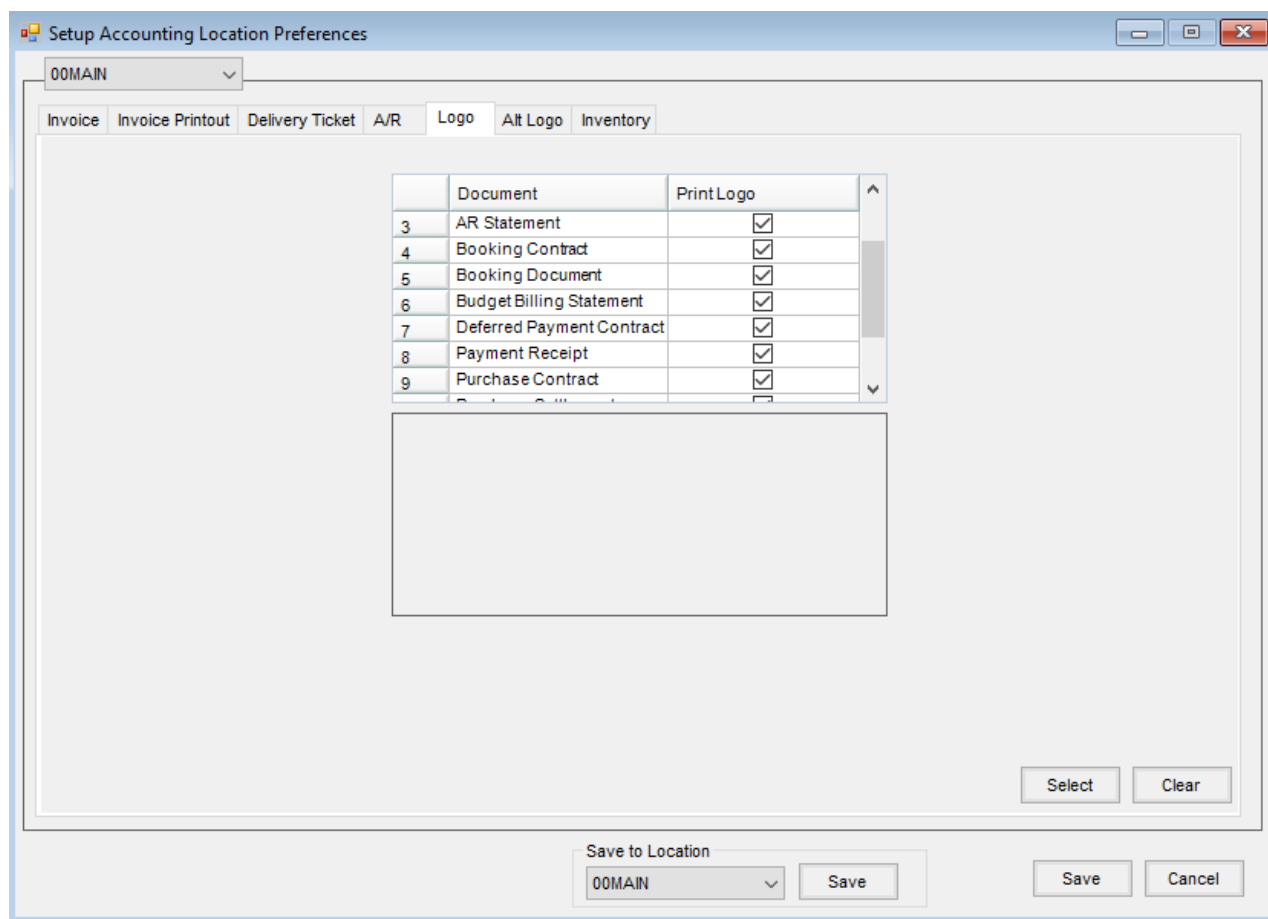 Setup Accounting Location Preferences
00MAIN
Invoice Invoice Printout Delivery Ticket A/R Logo Alt Logo Inventory
Document Print Logo
3 AR Statement
4 Booking Contract
5 Booking Document
6 Budget Billing Statement
7 Deferred Payment Contract
8 Payment Receipt
9 Purchase Contract
Select Clear
Save to Location
00MAIN Save Save Cancel